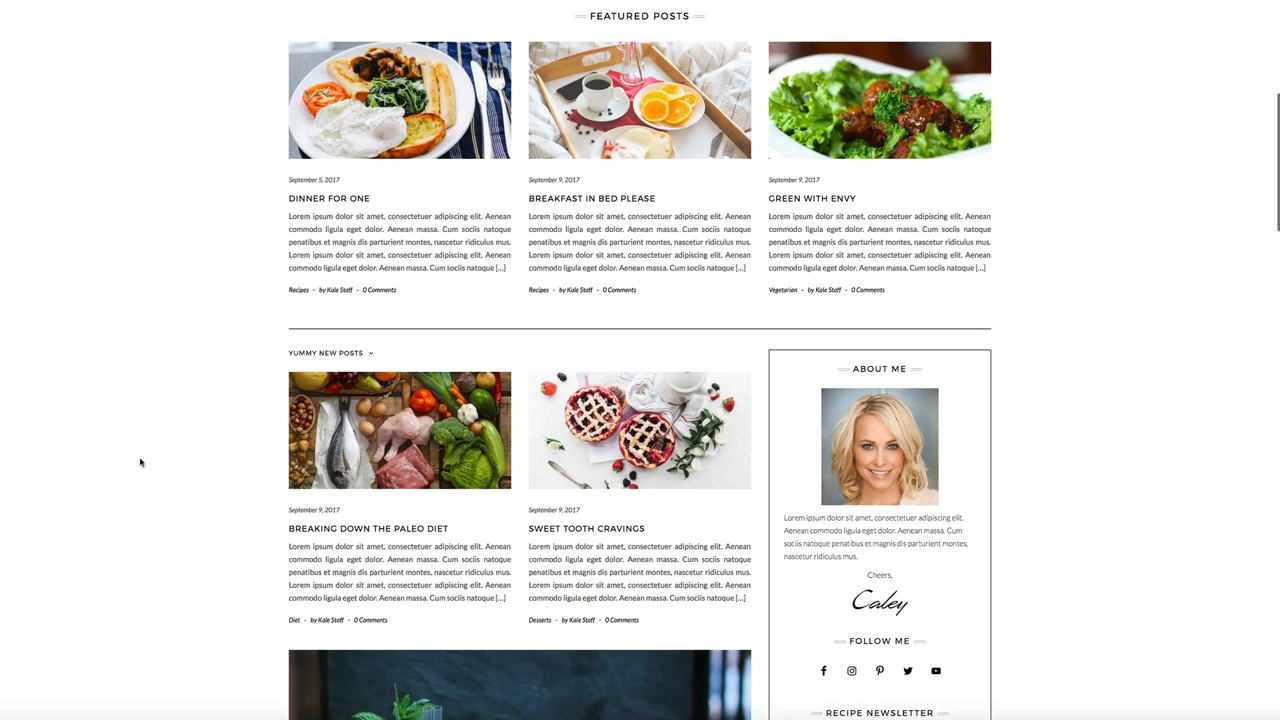 FEATURED POSTS
September 5, 2017
DINNER FOR ONE
Lorem ipsum dolor sit amet, consectetuer adipiscing elit. Aenean
commodo ligula eget dolor. Aenean massa. Cum sociis natoque
penatibus et magnis dis parturient montes, nascetur ridiculus mus.
Lorem ipsum dolor sit amet, consectetuer adipiscing elit. Aenean
commodo ligula eget dolor. Aenean massa. Cum sociis natoque [...]
Recipes - by Kale Staff - 0 Comments
September 9, 2017
BREAKFAST IN BED PLEASE
Lorem ipsum dolor sit amet, consectetuer adipiscing elit. Aenean
commodo ligula eget dolor. Aenean massa. Cum sociis natoque
penatibus et magnis dis parturient montes, nascetur ridiculus mus.
Lorem ipsum dolor sit amet, consectetuer adipiscing elit. Aenean
commodo ligula eget dolor. Aenean massa. Cum sociis natoque [...]
Recipes - by Kale Staff - 0 Comments
September 9, 2017
GREEN WITH ENVY
Lorem ipsum dolor sit amet, consectetuer adipiscing elit. Aenean
commodo ligula eget dolor. Aenean massa. Cum sociis natoque
penatibus et magnis dis parturient montes, nascetur ridiculus mus.
Lorem ipsum dolor sit amet, consectetuer adipiscing elit. Aenean
commodo ligula eget dolor. Aenean massa. Cum sociis natoque [...]
Vegetarian - by Kale Staff - 0 Comments
YUMMY NEW POSTS
September 9, 2017
BREAKING DOWN THE PALEO DIET
Lorem ipsum dolor sit amet, consectetuer adipiscing elit. Aenean
commodo ligula eget dolor. Aenean massa. Cum sociis natoque
penatibus et magnis dis parturient montes, nascetur ridiculus mus.
Lorem ipsum dolor sit amet, consectetuer adipiscing elit. Aenean
commodo ligula eget dolor. Aenean massa. Cum sociis natoque [...]
Diet - by Kale Staff - 0 Comments
September 9, 2017
SWEET TOOTH CRAVINGS
Lorem ipsum dolor sit amet, consectetuer adipiscing elit. Aenean
commodo ligula eget dolor. Aenean massa. Cum sociis natoque
penatibus et magnis dis parturient montes, nascetur ridiculus mus.
Lorem ipsum dolor sit amet, consectetuer adipiscing elit. Aenean
commodo ligula eget dolor. Aenean massa. Cum sociis natoque [...]
Desserts - by Kale Staff - 0 Comments
ABOUT ME
Lorem ipsum dolor sit amet, consectetuer adipiscing elit.
Aenean commodo ligula eget dolor. Aenean massa. Cum
sociis natoque penatibus et magnis dis parturient montes,
nascetur ridiculus mus.
Cheers,
Caley
FOLLOW ME
RECIPE NEWSLETTER